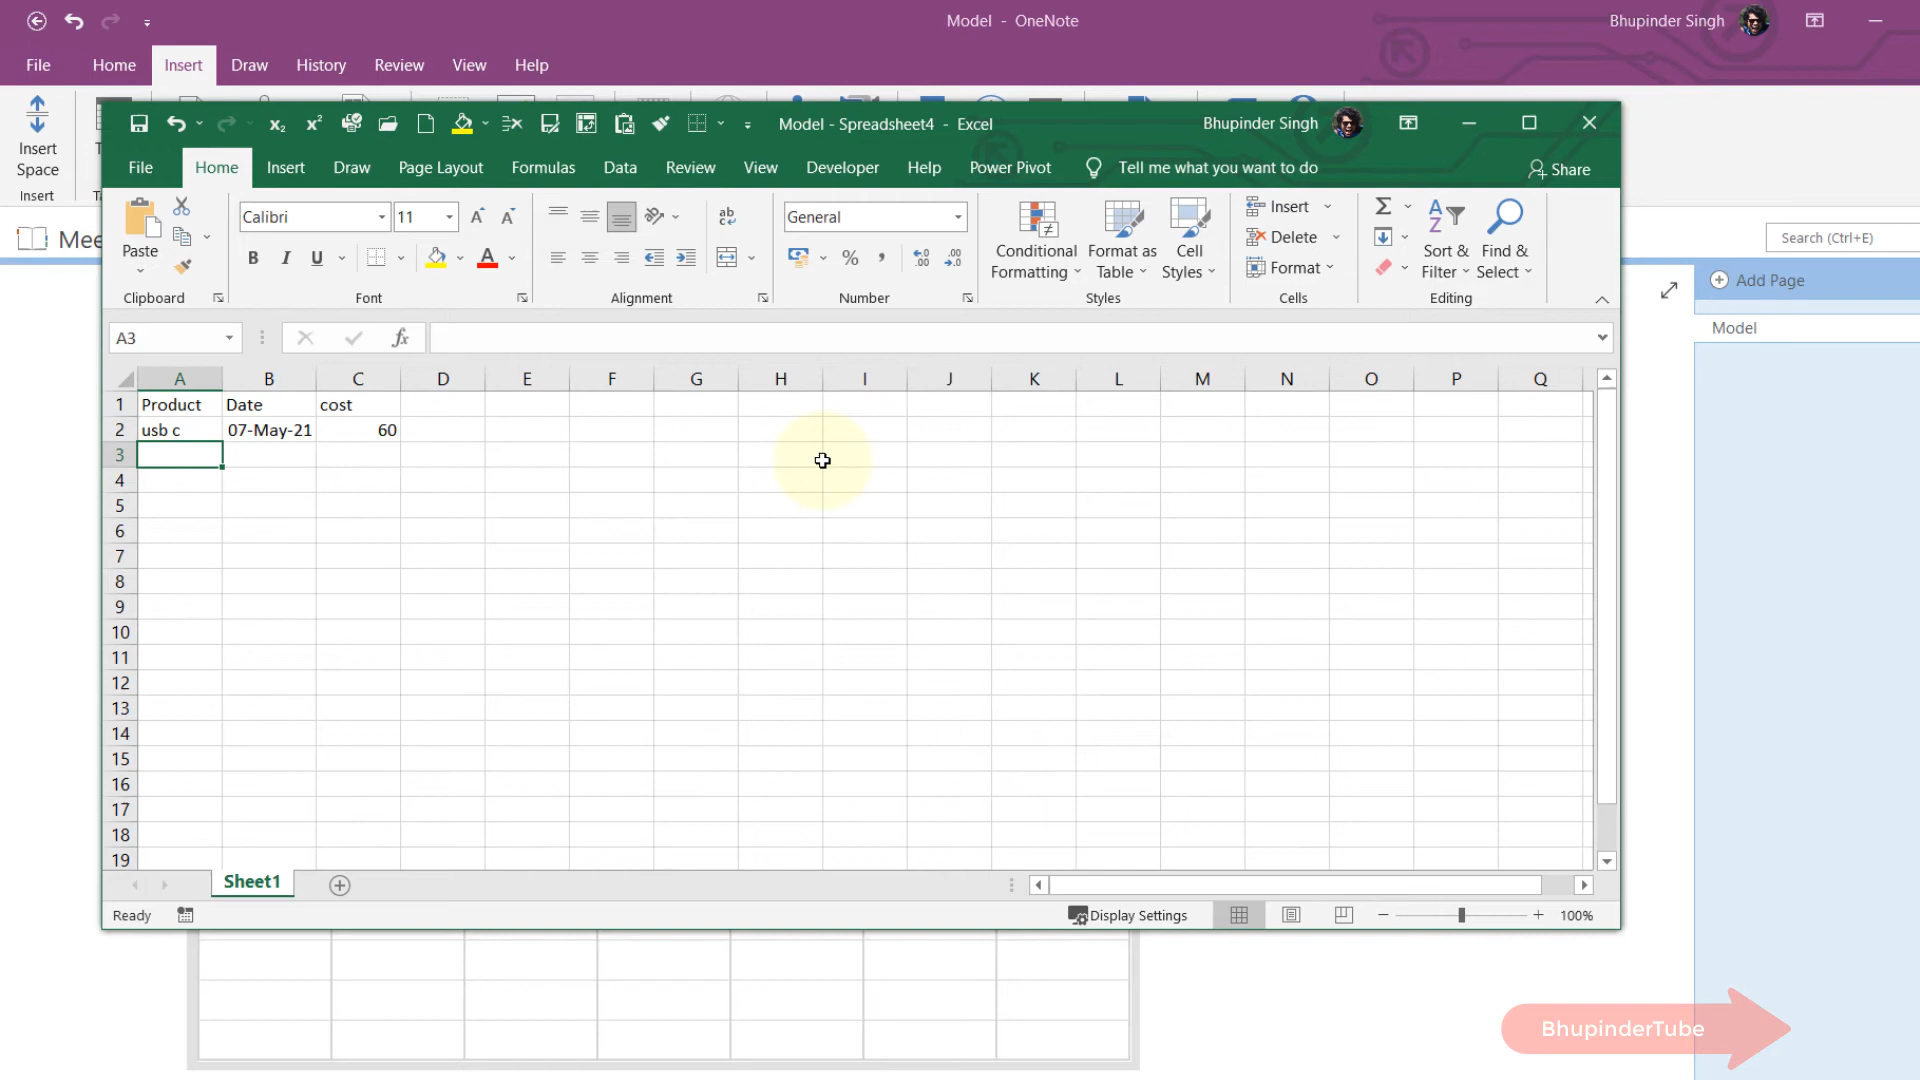 Model - OneNote
Bhupinder Singh
File Home Insert Draw History Review View Help
Insert
Space
Insert
Mee
Search (Ctrl+E)
Add Page
Model
Model - Spreadsheet4 - Excel
Bhupinder Singh
File Home Insert Draw Page Layout Formulas Data Review View Developer Help Power Pivot Tell me what you want to do Share
Paste
Clipboard
Calibri 11
B I U A
Font
ab
Alignment
General
%
Number
Conditional
Formatting
Format as
Table
Cell
Styles
Styles
Insert
Delete
Format
Cells
Sort &
Filter
Find &
Select
Editing
A3 fx
A B C D E F G H I J K L M N O P Q
1 Product Date cost
2 usb c 07-May-21 60
3
4
5
6
7
8
9
10
11
12
13
14
15
16
17
18
19
Sheet1
Ready
Display Settings
100%
BhupinderTube